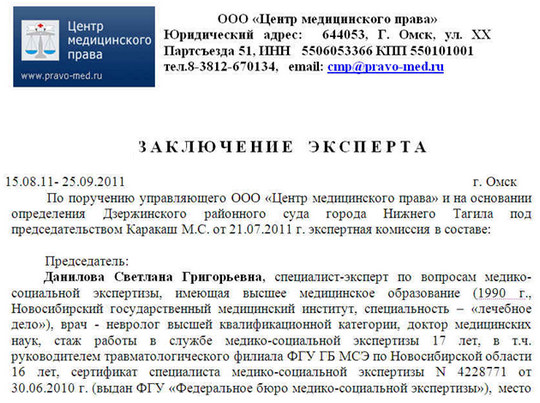 Центр
медицинского
права
www.pravo-med.ru
ООО «Центр медицинского права»
Юридический адрес: 644053, Г. Омск, ул. XX
Партсъезда 51, ИНН 5506053366 КПП 550101001
тел.8-3812-670134, email: cmp@pravo-med.ru
ЗАКЛЮЧЕНИЕ ЭКСПЕРТА
15.08.11- 25.09.2011 г. Омск
По поручению управляющего ООО «Центр медицинского права» и на основании
определения Дзержинского районного суда города Нижнего Тагила под
председательством Каракаш М.С. от 21.07.2011 г. экспертная комиссия в составе:
Председатель:
Данилова Светлана Григорьевна, специалист-эксперт по вопросам медико-
социальной экспертизы, имеющая высшее медицинское образование (1990 г.,
Новосибирский государственный медицинский институт, специальность – «лечебное
дело»), врач - невролог высшей квалификационной категории, доктор медицинских
наук, стаж работы в службе медико-социальной экспертизы 17 лет, в т.ч.
руководителем травматологического филиала ФГУ ГБ МСЭ по Новосибирской области
16 лет, сертификат специалиста медико-социальной экспертизы N 4228771 от
30.06.2010 г. (выдан ФГУ «Федеральное бюро медико-социальной экспертизы»), место